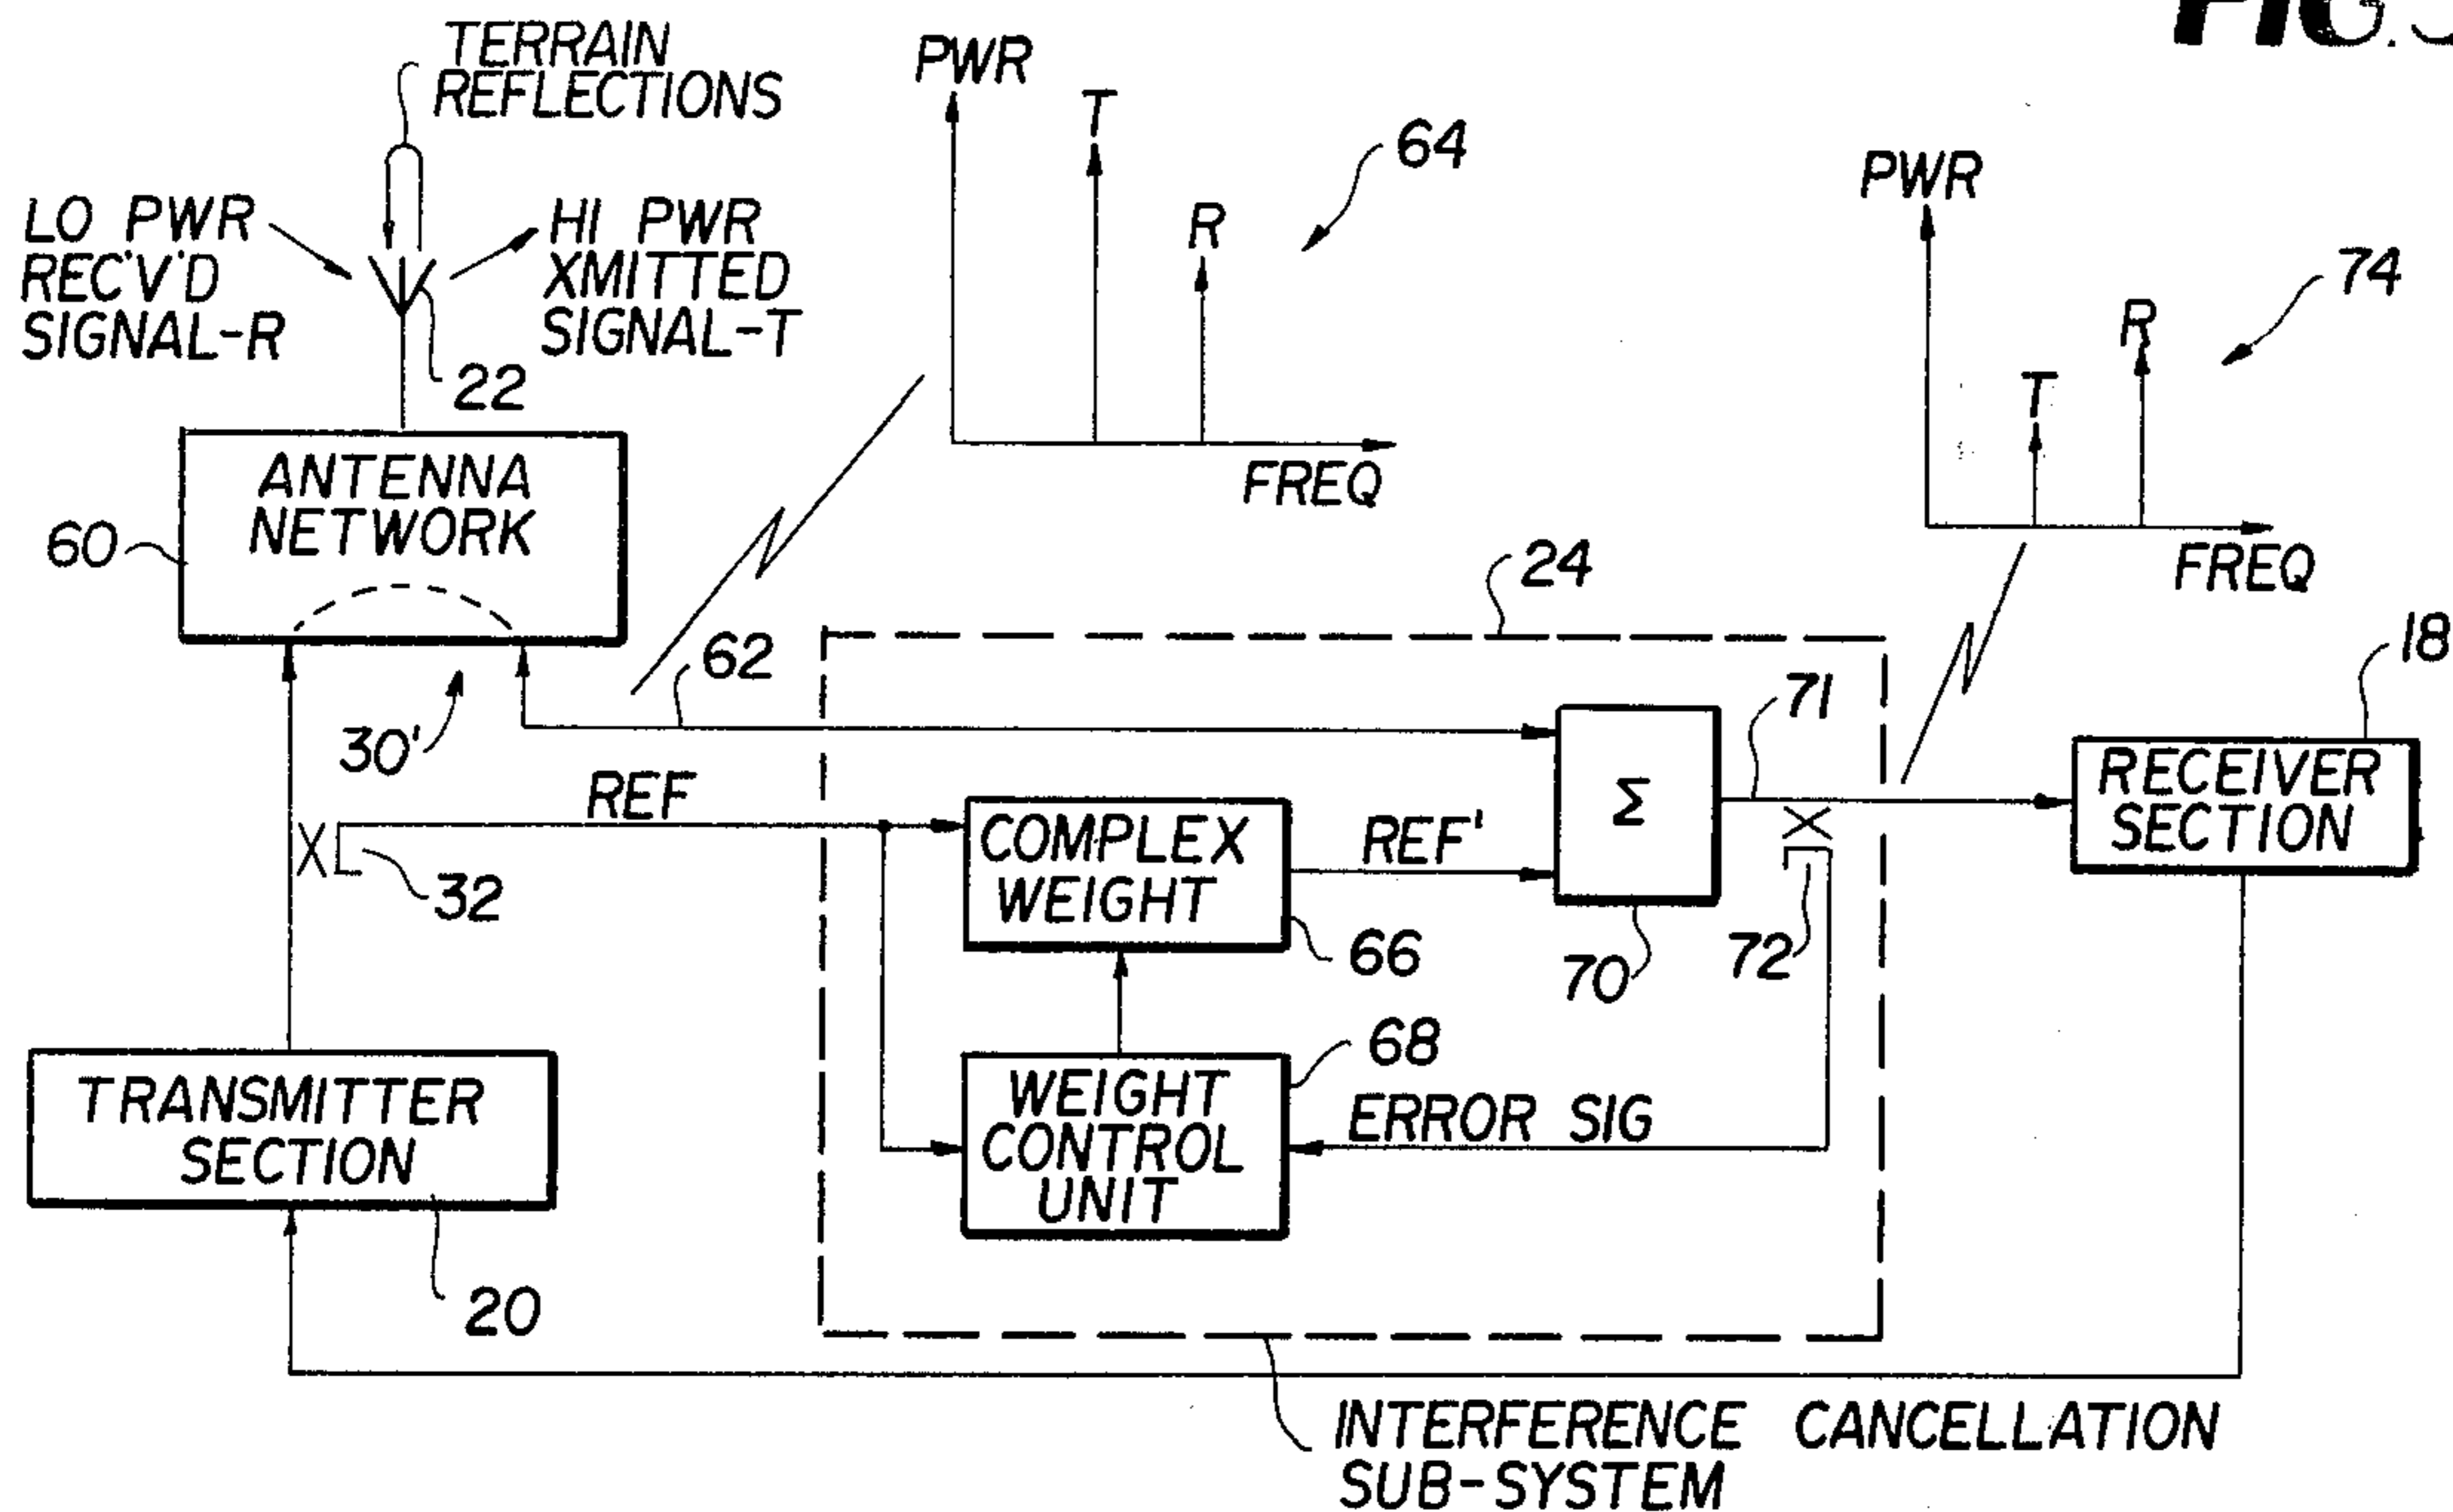 FIG.
TERRAIN
REFLECTIONS
LO PWR
REC'V'D
SIGNAL-R
HI PWR
XMITTED
SIGNAL-T
22
PWR
T
R
64
FREQ
PWR
T
R
74
FREQ
ANTENNA
NETWORK
60
30'
62
24
71
18
REF
XL
32
COMPLEX
WEIGHT
66
REF'
Σ
70
X
72
RECEIVER
SECTION
WEIGHT
CONTROL
UNIT
68
ERROR SIG
TRANSMITTER
SECTION
20
INTERFERENCE CANCELLATION
SUB-SYSTEM